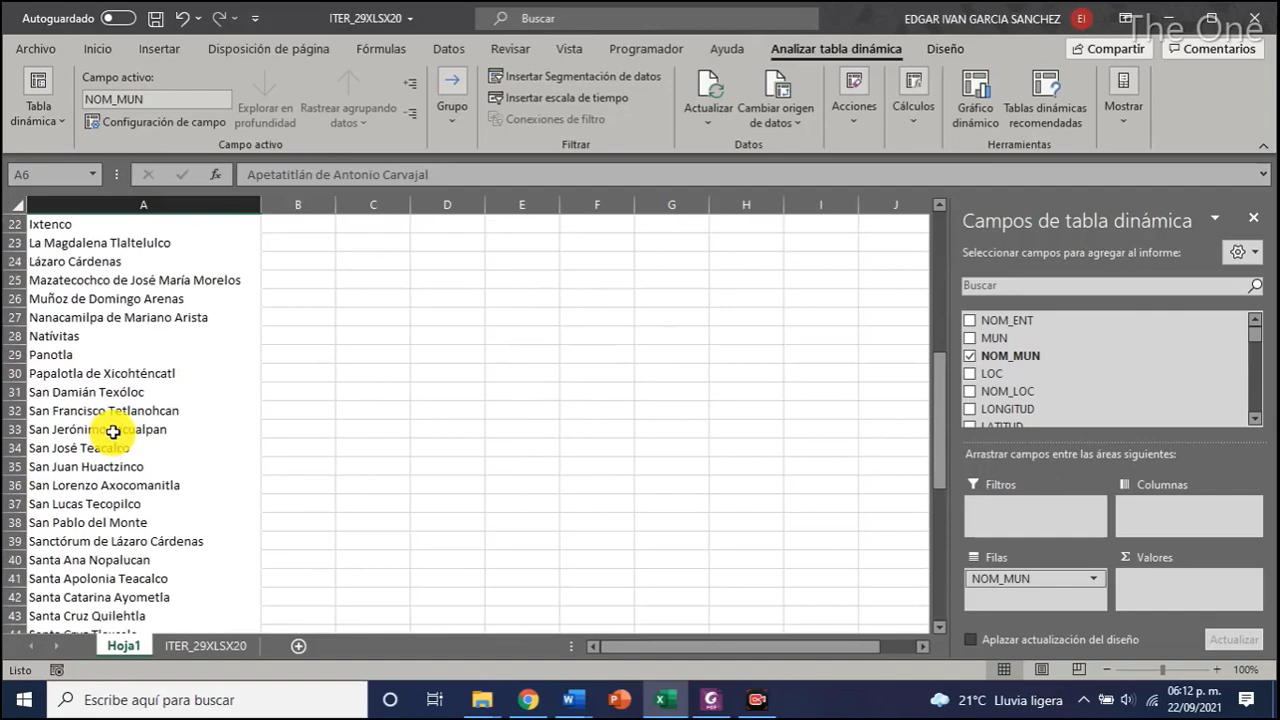 Autoguardado
ITER_29XLSX20
Buscar
EDGAR IVAN GARCIA SANCHEZ
EI
The One
Archivo
Inicio
Insertar
Disposición de página
Fórmulas
Datos
Revisar
Vista
Programador
Ayuda
Analizar tabla dinámica
Diseño
Compartir
Comentarios
Tabla
dinámica
Campo activo:
NOM_MUN
Configuración de campo
Explorar en
profundidad
Rastrear agrupando
datos
Campo activo
Grupo
Insertar Segmentación de datos
Insertar escala de tiempo
Conexiones de filtro
Filtrar
Actualizar
Cambiar origen
de datos
Datos
Acciones
Cálculos
Gráfico
dinámico
Tablas dinámicas
recomendadas
Herramientas
Mostrar
A6
fx
Apetatitlán de Antonio Carvajal
A B C D E F G H I J
22 Ixtenco
23 La Magdalena Tlaltelulco
24 Lázaro Cárdenas
25 Mazatecochco de José María Morelos
26 Muñoz de Domingo Arenas
27 Nanacamilpa de Mariano Arista
28 Natívitas
29 Panotla
30 Papalotla de Xicohténcatl
31 San Damián Texóloc
32 San Francisco Tetlanohcan
33 San Jerónimo
34 San José Teacalco
35 San Juan Huactzinco
36 San Lorenzo Axocomanitla
37 San Lucas Tecopilco
38 San Pablo del Monte
39 Sanctórum de Lázaro Cárdenas
40 Santa Ana Nopalucan
41 Santa Apolonia Teacalco
42 Santa Catarina Ayometla
43 Santa Cruz Quilehtla
Campos de tabla dinámica
Seleccionar campos para agregar al informe:
Buscar
NOM_ENT
MUN
NOM_MUN
LOC
NOM_LOC
LONGITUD
LATITUD
Arrastrar campos entre las áreas siguientes:
Filtros
Columnas
Filas
Σ Valores
NOM_MUN
Aplazar actualización del diseño
Actualizar
Hoja1
ITER_29XLSX20
Listo
100%
Escribe aquí para buscar
21°C Lluvia ligera
06:12 p. m.
22/09/2021